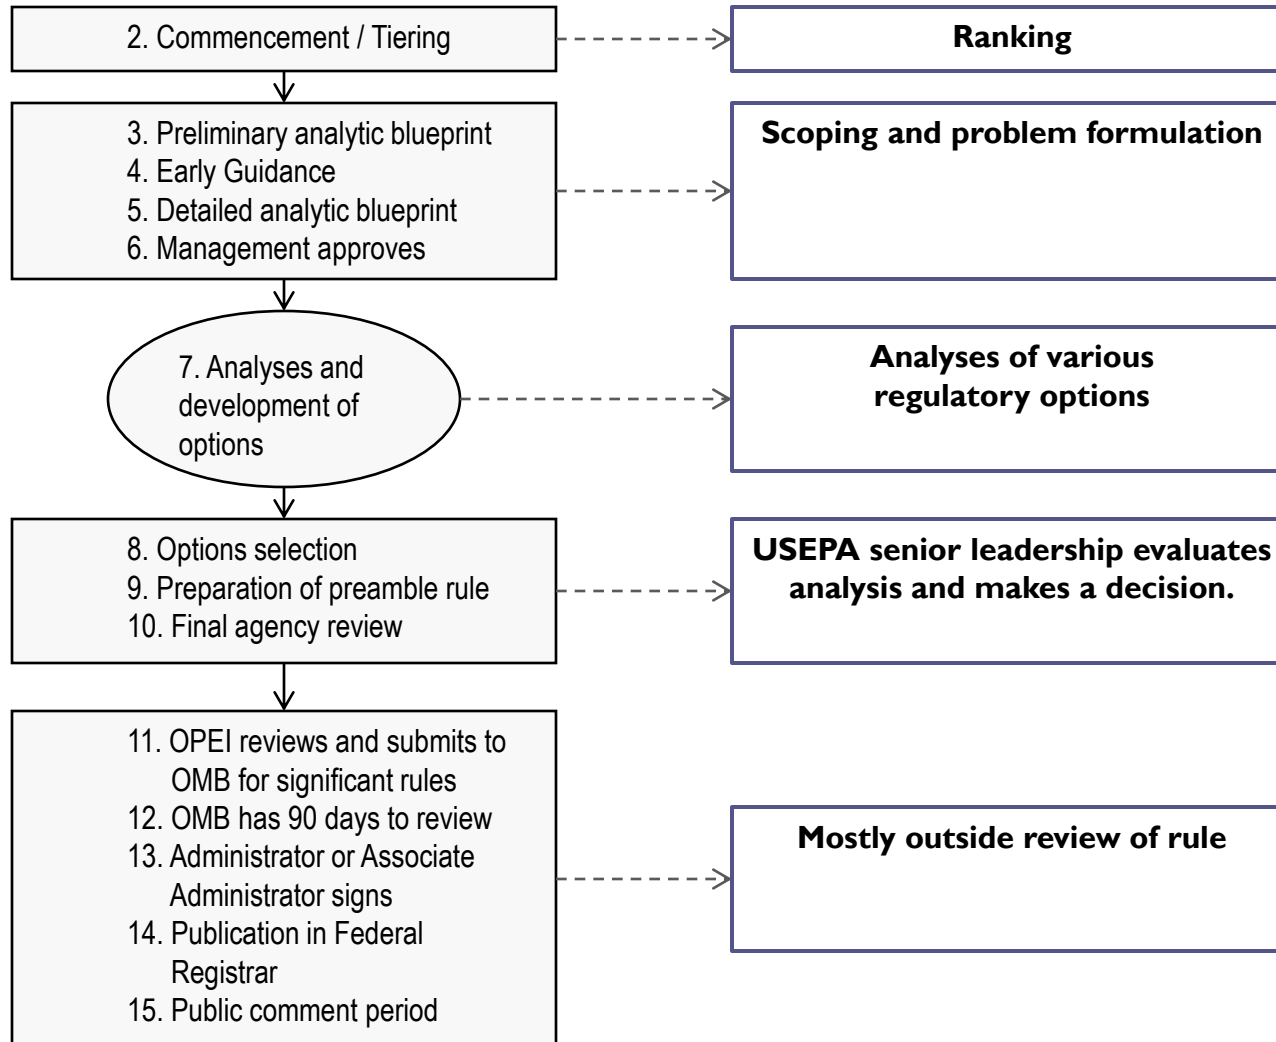 2. Commencement / Tiering
Ranking
3. Preliminary analytic blueprint
4. Early Guidance
5. Detailed analytic blueprint
6. Management approves
Scoping and problem formulation
7. Analyses and
development of
options
Analyses of various
regulatory options
8. Options selection
9. Preparation of preamble rule
10. Final agency review
USEPA senior leadership evaluates
analysis and makes a decision.
11. OPEI reviews and submits to
OMB for significant rules
12. OMB has 90 days to review
13. Administrator or Associate
Administrator signs
14. Publication in Federal
Registrar
15. Public comment period
Mostly outside review of rule